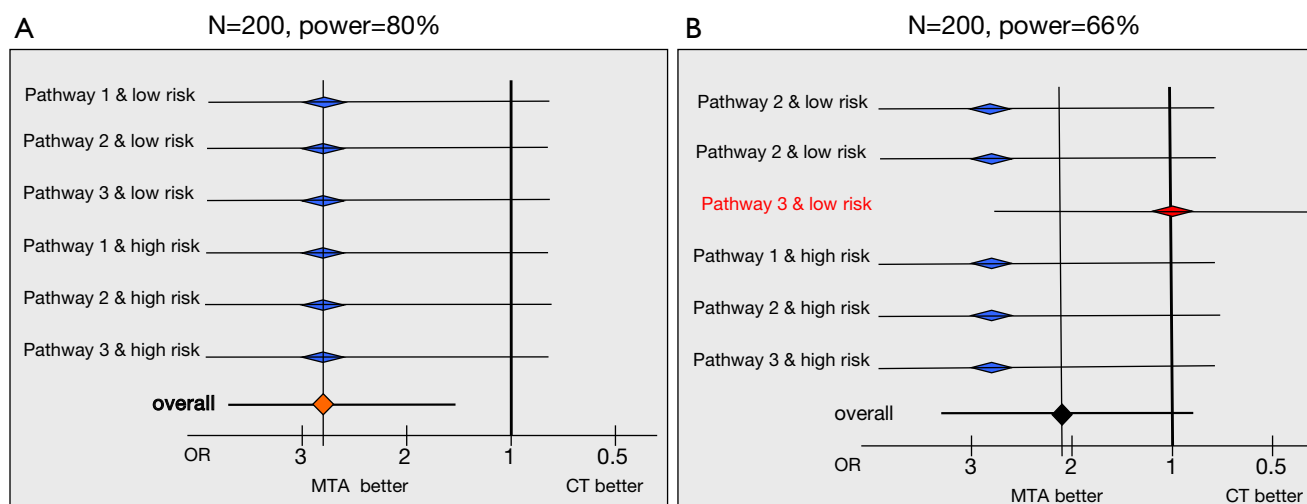 A
N=200, power=80%
Pathway 1 & low risk
Pathway 2 & low risk
Pathway 3 & low risk
Pathway 1 & high risk
Pathway 2 & high risk
Pathway 3 & high risk
overall
OR
3
2
1
0.5
MTA better
CT better
B
N=200, power=66%
Pathway 2 & low risk
Pathway 2 & low risk
Pathway 3 & low risk
Pathway 1 & high risk
Pathway 2 & high risk
Pathway 3 & high risk
overall
OR
3
2
1
0.5
MTA better
CT better